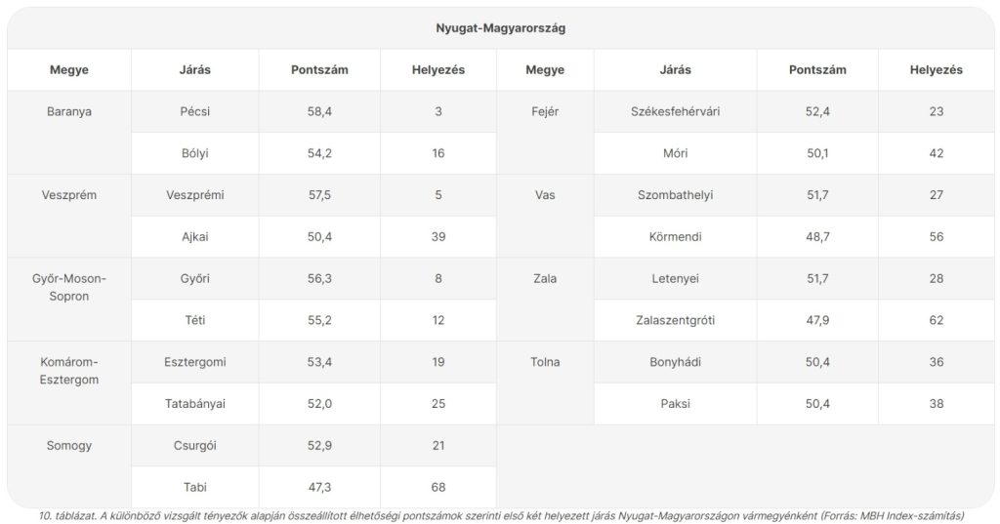 Nyugat-Magyarország
Megye Járás Pontszám Helyezés Megye Járás Pontszám Helyezés
Baranya Pécsi 58,4 3 Fejér Székesfehérvári 52,4 23
Bólyi 54,2 16 Móri 50,1 42
Veszprém Veszprémi 57,5 5 Vas Szombathelyi 51,7 27
Ajkai 50,4 39 Körmendi 48,7 56
Győr-Moson- Győri 56,3 8 Zala Letenyei 51,7 28
Sopron
Téti 55,2 12 Zalaszentgróti 47,9 62
Komárom- Esztergomi 53,4 19 Tolna Bonyhádi 50,4 36
Esztergom
Tatabányai 52,0 25 Paksi 50,4 38
Somogy Csurgói 52,9 21
Tabi 47,3 68
10. táblázat. A különböző vizsgált tényezők alapján összeállított élhetőségi pontszámok szerinti első két helyezett járás Nyugat-Magyarországon vármegyénként (Forrás: MBH Index-számítás)